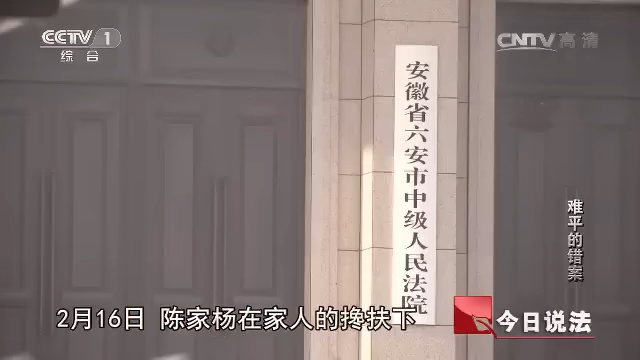 CCTV 1
综合
CNTV 高清
安徽省六安市中级人民法院
难平的错案
2月16日 陈家杨在家人的搀扶下
今日说法